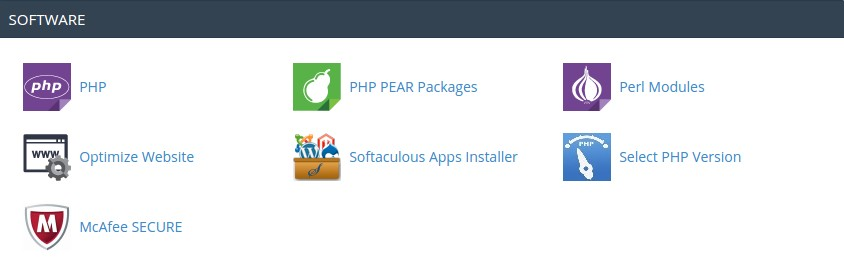 SOFTWARE
php PHP
PHP PEAR Packages
Perl Modules
WWW Optimize Website
Softaculous Apps Installer
PHP Select PHP Version
M McAfee SECURE